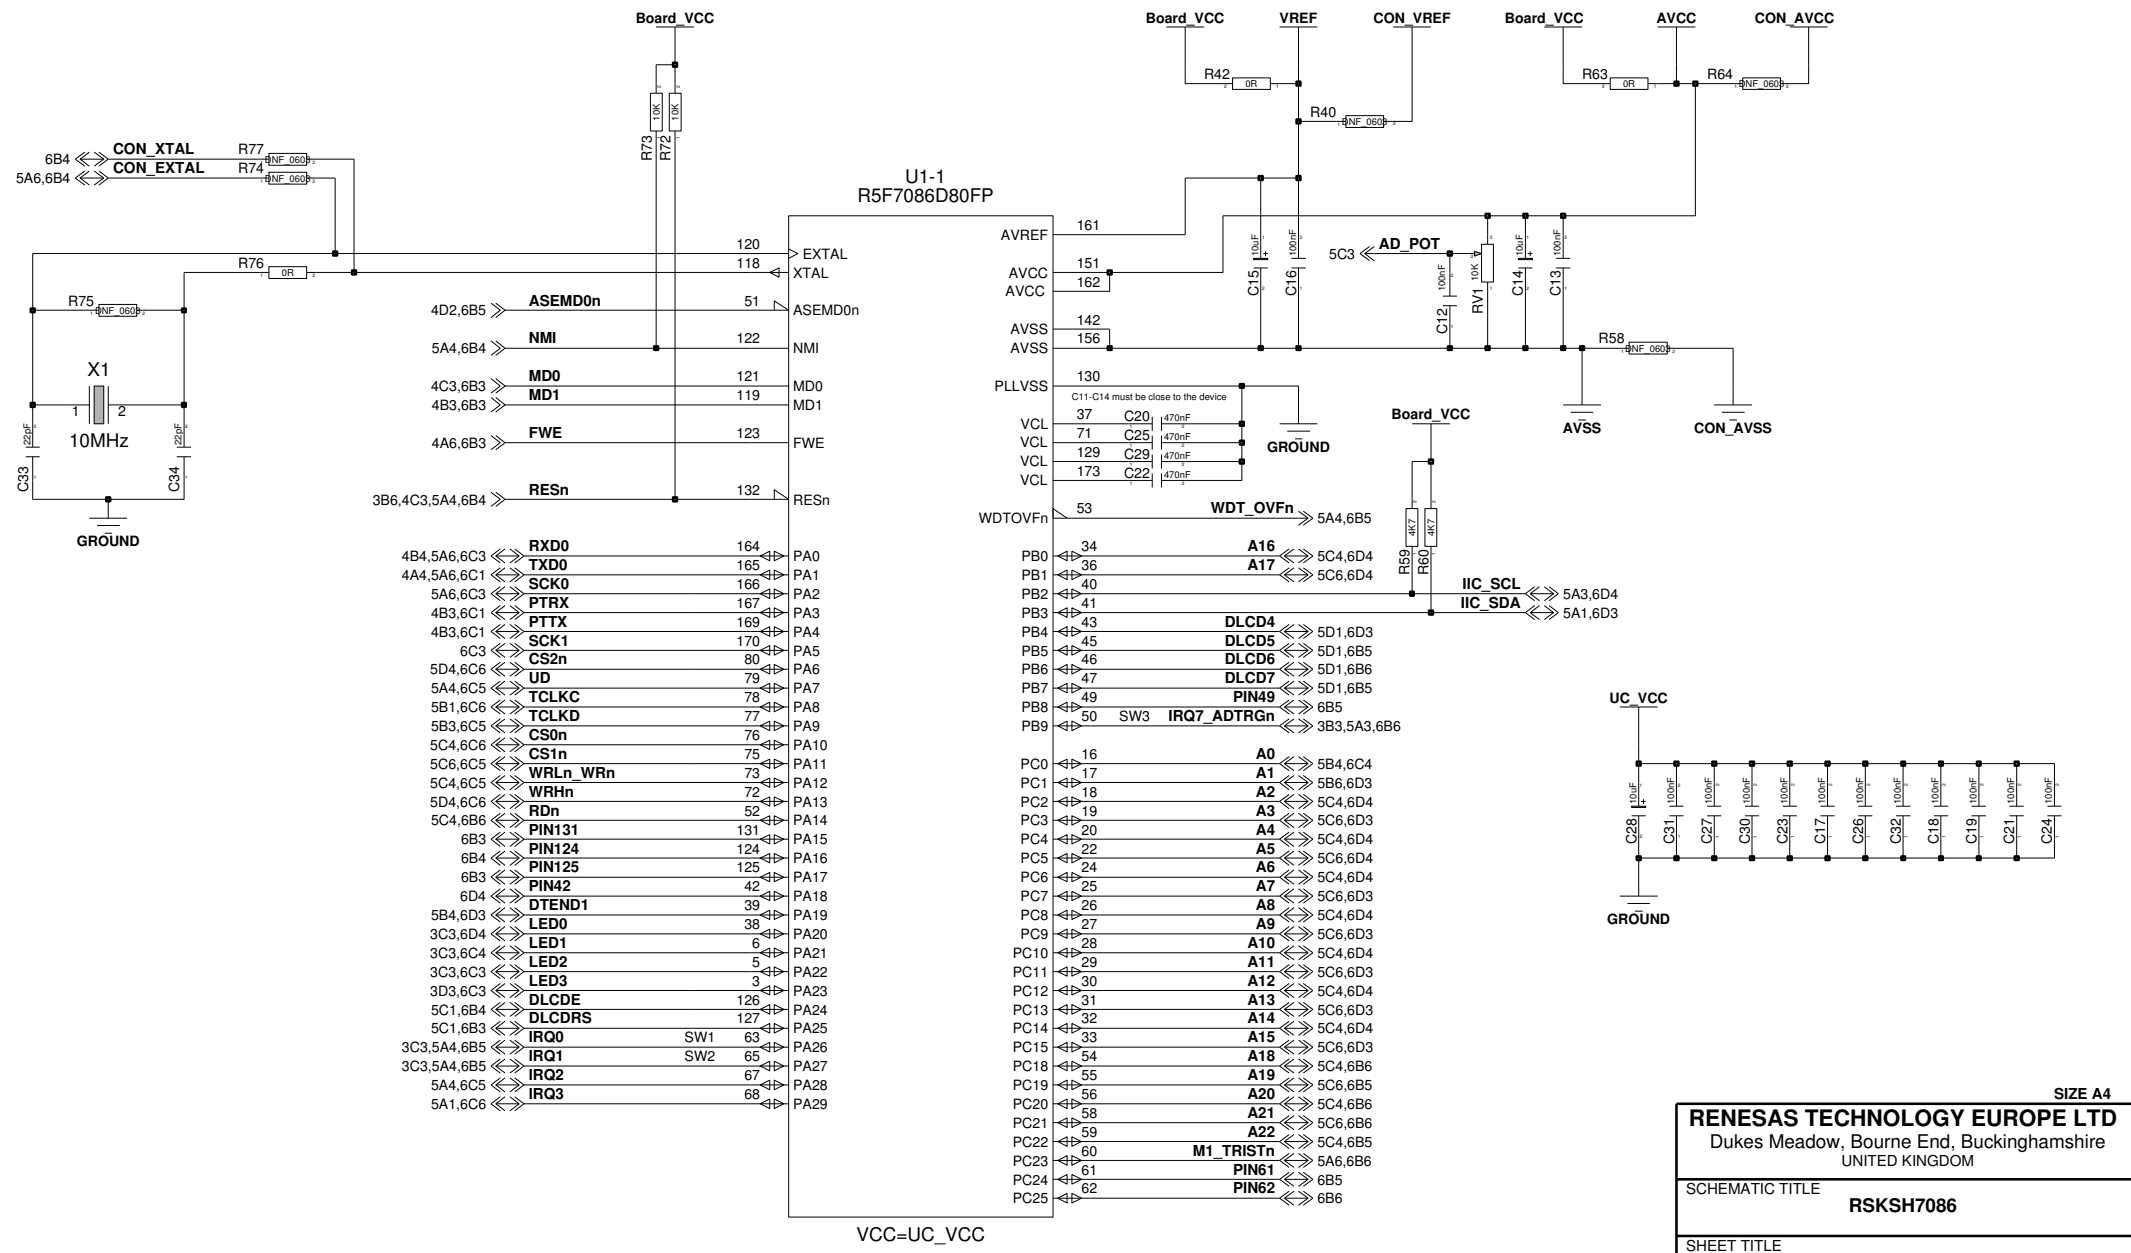 Board_VCC
Board_VCC
VREF
CON_VREF
Board_VCC
AVCC
CON_AVCC
R42
0R
R63
0R
R64
DNF_0603
R40
DNF_0603
10K
10K
R73
R72
6B4
CON_XTAL
R77
DNF_0603
5A6,6B4
CON_EXTAL
R74
DNF_0603
U1-1
R5F7086D80FP
R76
0R
R75
DNF_0603
X1
1
2
10MHz
22pF
C33
22pF
C34
GROUND
120
EXTAL
118
XTAL
4D2,6B5
ASEMD0n
51
ASEMD0n
5A4,6B4
NMI
122
NMI
4C3,6B3
MD0
121
MD0
4B3,6B3
MD1
119
MD1
4A6,6B3
FWE
123
FWE
3B6,4C3,5A4,6B4
RESn
132
RESn
4B4,5A6,6C3
RXD0
164
PA0
4A4,5A6,6C1
TXD0
165
PA1
5A6,6C3
SCK0
166
PA2
4B3,6C1
PTRX
167
PA3
4B3,6C1
PTTX
169
PA4
6C3
SCK1
170
PA5
5D4,6C6
CS2n
80
PA6
5A4,6C5
UD
79
PA7
5B1,6C6
TCLKC
78
PA8
5B3,6C5
TCLKD
77
PA9
5C4,6C6
CS0n
76
PA10
5C6,6C5
CS1n
75
PA11
5C4,6C5
WRLn_WRn
73
PA12
5D4,6C6
WRHn
72
PA13
5C4,6B6
RDn
52
PA14
6B3
PIN131
131
PA15
6B4
PIN124
124
PA16
6B3
PIN125
125
PA17
6D4
PIN42
42
PA18
5B4,6D3
DTEND1
39
PA19
3C3,6D4
LED0
38
PA20
3C3,6C4
LED1
6
PA21
3C3,6C3
LED2
5
PA22
3D3,6C3
LED3
3
PA23
5C1,6B4
DLCDE
126
PA24
5C1,6B3
DLCDRS
127
PA25
3C3,5A4,6B5
IRQ0
SW1
63
PA26
3C3,5A4,6B5
IRQ1
SW2
65
PA27
5A4,6C5
IRQ2
67
PA28
5A1,6C6
IRQ3
68
PA29
AVREF
161
AVCC
151
AVCC
162
AVSS
142
AVSS
156
PLLVSS
130
C11-C14 must be close to the device
VCL
37
C20
470nF
VCL
71
C25
470nF
VCL
129
C29
470nF
VCL
173
C22
470nF
GROUND
10uF
C15
100nF
C16
5C3
AD_POT
100nF
C12
10K
RV1
10uF
C14
100nF
C13
R58
DNF_0603
AVSS
CON_AVSS
Board_VCC
4K7
4K7
R59
R60
WDTOVFn
53
WDT_OVFn
5A4,6B5
PB0
34
A16
5C4,6D4
PB1
36
A17
5C6,6D4
PB2
40
IIC_SCL
5A3,6D4
PB3
41
IIC_SDA
5A1,6D3
PB4
43
DLCD4
5D1,6D3
PB5
45
DLCD5
5D1,6B5
PB6
46
DLCD6
5D1,6B6
PB7
47
DLCD7
5D1,6B5
PB8
49
PIN49
6B5
PB9
50
SW3
IRQ7_ADTRGn
3B3,5A3,6B6
PC0
16
A0
5B4,6C4
PC1
17
A1
5B6,6D3
PC2
18
A2
5C4,6D4
PC3
19
A3
5C6,6D3
PC4
20
A4
5C4,6D4
PC5
22
A5
5C6,6D4
PC6
24
A6
5C4,6D4
PC7
25
A7
5C6,6D3
PC8
26
A8
5C4,6D4
PC9
27
A9
5C6,6D3
PC10
28
A10
5C4,6D4
PC11
29
A11
5C6,6D3
PC12
30
A12
5C4,6D4
PC13
31
A13
5C6,6D3
PC14
32
A14
5C4,6D4
PC15
33
A15
5C6,6D3
PC18
54
A18
5C4,6B6
PC19
55
A19
5C6,6B5
PC20
56
A20
5C4,6B6
PC21
58
A21
5C6,6B6
PC22
59
A22
5C4,6B5
PC23
60
M1_TRISTn
5A6,6B6
PC24
61
PIN61
6B5
PC25
62
PIN62
6B6
VCC=UC_VCC
UC_VCC
10uF
C28
100nF
C31
100nF
C27
100nF
C30
100nF
C23
100nF
C17
100nF
C26
100nF
C32
100nF
C18
100nF
C19
100nF
C21
100nF
C24
GROUND
SIZE A4
RENESAS TECHNOLOGY EUROPE LTD
Dukes Meadow, Bourne End, Buckinghamshire
UNITED KINGDOM
SCHEMATIC TITLE
RSKSH7086
SHEET TITLE